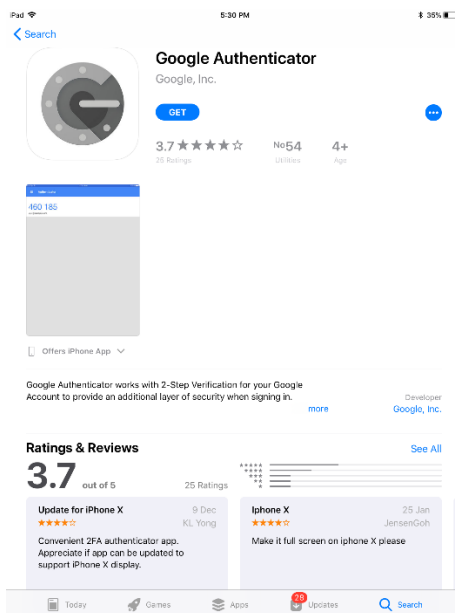 iPad 5:30 PM 35%
Search
Google Authenticator
Google, Inc.
GET
3.7 ★★★★☆ No54 4+
25 Ratings Utilities Age
460 185
Offers iPhone App
Google Authenticator works with 2-Step Verification for your Google
Account to provide an additional layer of security when signing in.
more
Developer
Google, Inc.
Ratings & Reviews See All
3.7 out of 5 25 Ratings
Update for iPhone X 9 Dec
★★★★☆ KL Yong
Convenient 2FA authenticator app.
Appreciate if app can be updated to
support iPhone X display.
Iphone X 25 Jan
★★★★☆ JensenGoh
Make it full screen on iphone X please
Today Games Apps 28 Updates Search